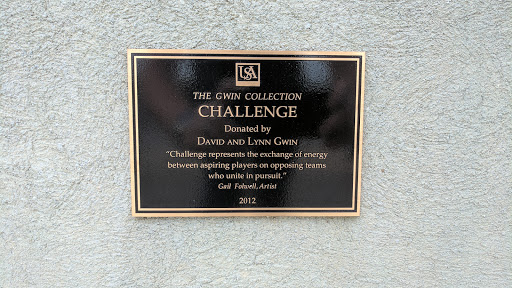 USA
THE GWIN COLLECTION
CHALLENGE
Donated by
DAVID AND LYNN GWIN
"Challenge represents the exchange of energy
between aspiring players on opposing teams
who unite in pursuit."
Gail Folwell, Artist
2012